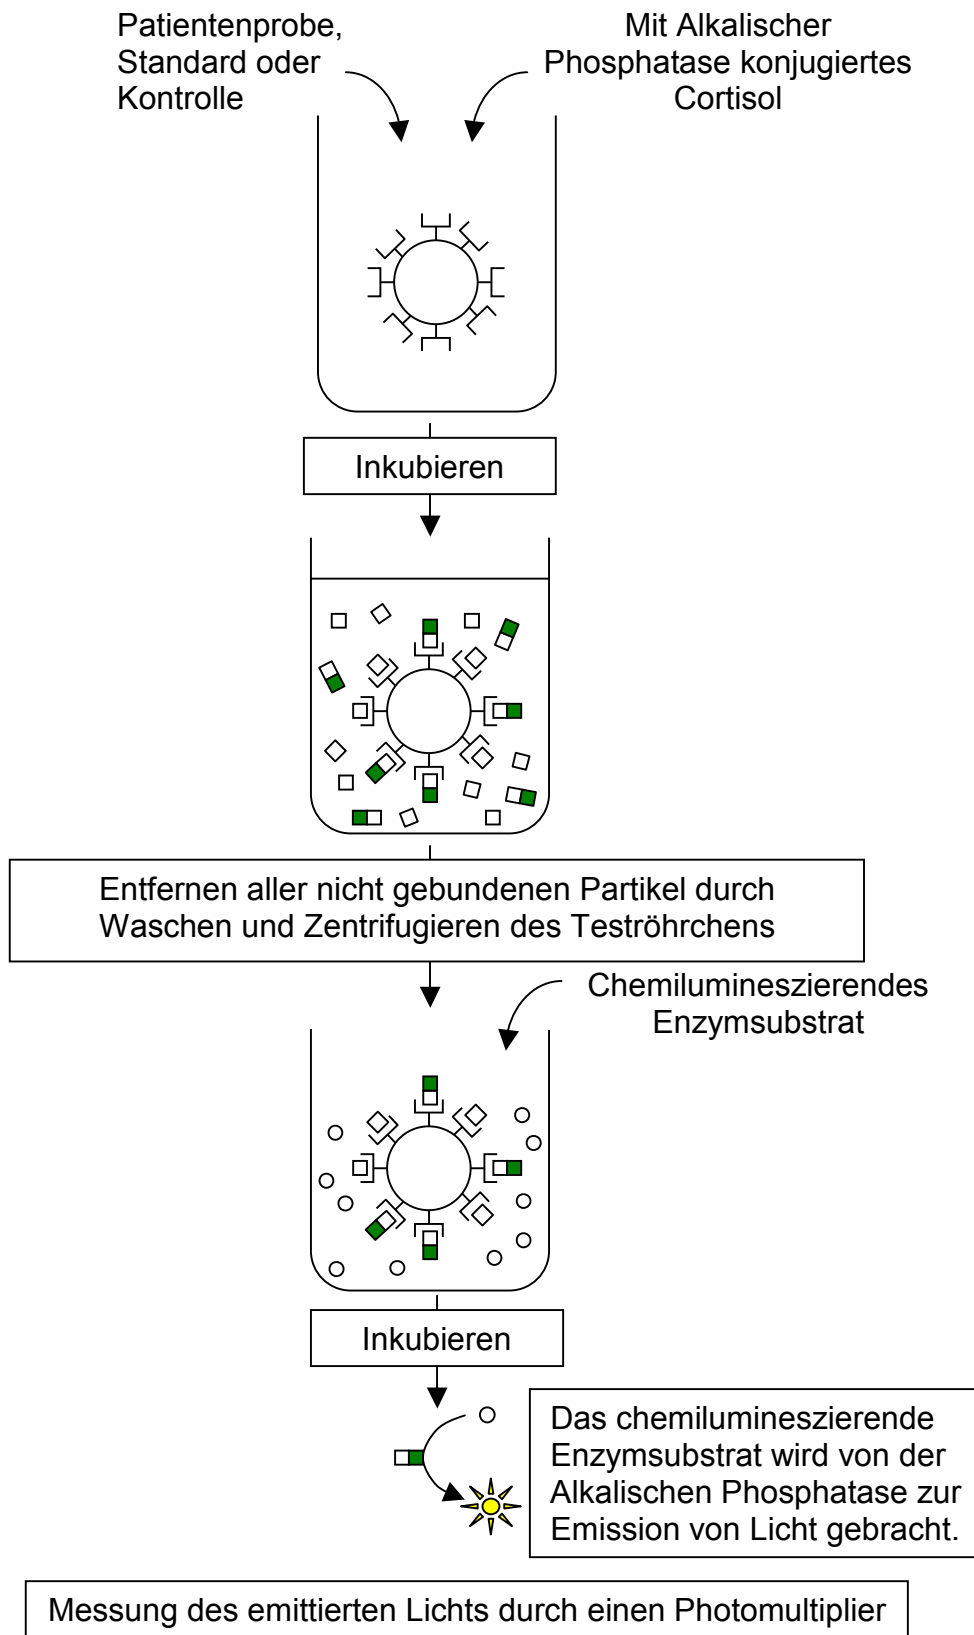 Patientenprobe,
Standard oder
Kontrolle
Mit Alkalischer
Phosphatase konjugiertes
Cortisol
Inkubieren
Entfernen aller nicht gebundenen Partikel durch
Waschen und Zentrifugieren des Teströhrchens
Chemilumineszierendes
Enzymsubstrat
Inkubieren
Das chemilumineszierende
Enzymsubstrat wird von der
Alkalischen Phosphatase zur
Emission von Licht gebracht.
Messung des emittierten Lichts durch einen Photomultiplier